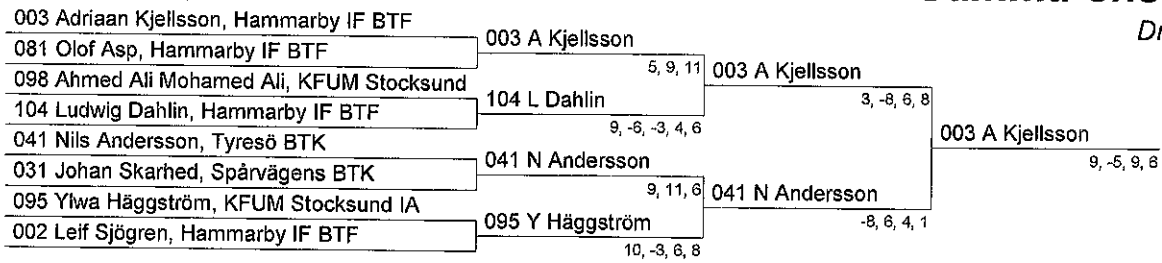 003 Adriaan Kjellsson, Hammarby IF BTF
081 Olof Asp, Hammarby IF BTF
098 Ahmed Ali Mohamed Ali, KFUM Stocksund
104 Ludwig Dahlin, Hammarby IF BTF
041 Nils Andersson, Tyresö BTK
031 Johan Skarhed, Spårvägens BTK
095 Ylwa Häggström, KFUM Stocksund IA
002 Leif Sjögren, Hammarby IF BTF
003 A Kjellsson
5, 9, 11
104 L Dahlin
9, -6, -3, 4, 6
041 N Andersson
9, 11, 6
095 Y Häggström
10, -3, 6, 8
003 A Kjellsson
3, -8, 6, 8
041 N Andersson
-8, 6, 4, 1
003 A Kjellsson
9, -5, 9, 6